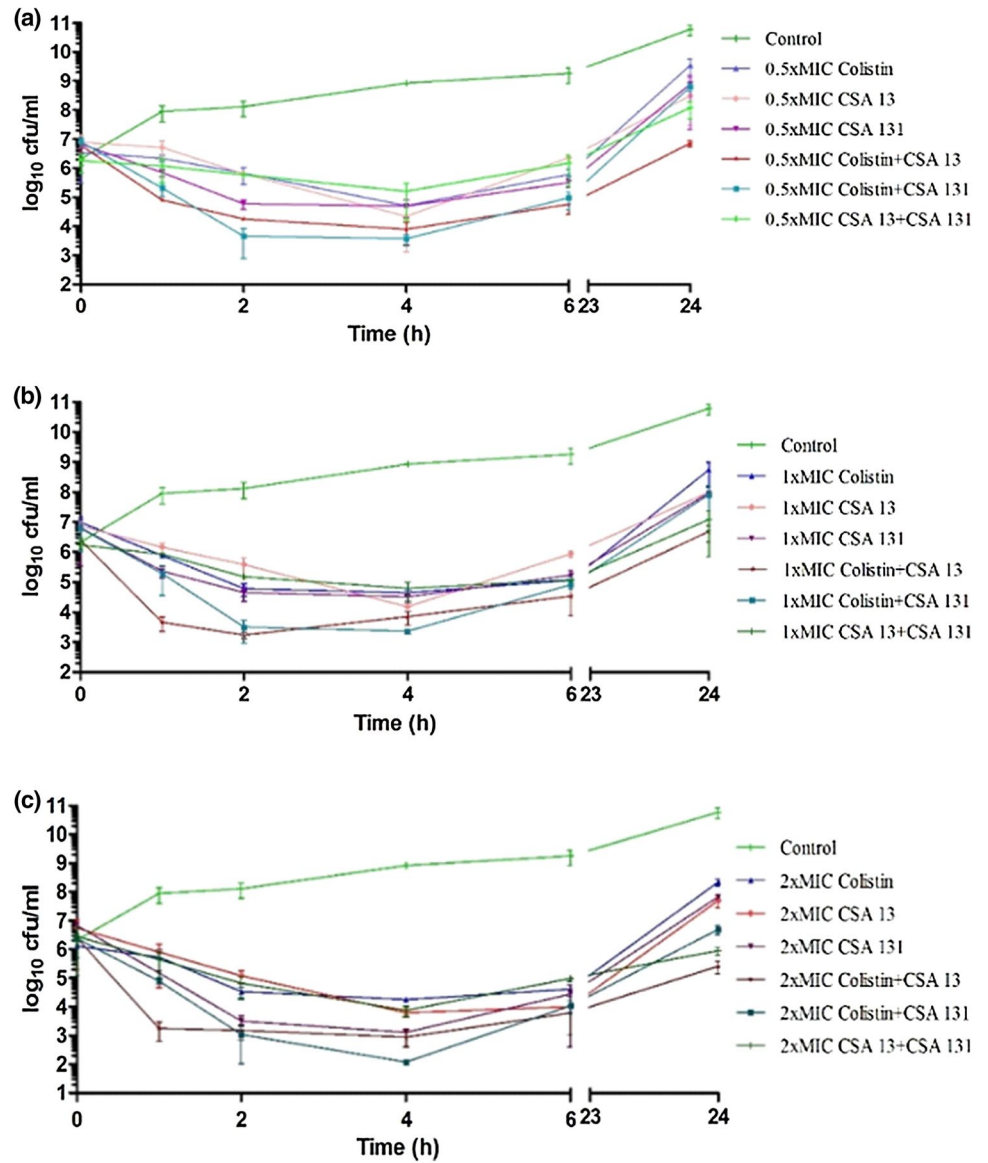 (a)
11
10
9
8
7
6
5
4
3
2
log10 cfu/ml
0 2 4 6 23 24
Time (h)
Control
0.5xMIC Colistin
0.5xMIC CSA 13
0.5xMIC CSA 131
0.5xMIC Colistin+CSA 13
0.5xMIC Colistin+CSA 131
0.5xMIC CSA 13+CSA 131
(b)
11
10
9
8
7
6
5
4
3
2
log10 cfu/ml
0 2 4 6 23 24
Time (h)
Control
1xMIC Colistin
1xMIC CSA 13
1xMIC CSA 131
1xMIC Colistin+CSA 13
1xMIC Colistin+CSA 131
1xMIC CSA 13+CSA 131
(c)
11
10
9
8
7
6
5
4
3
2
1
log10 cfu/ml
0 2 4 6 23 24
Time (h)
Control
2xMIC Colistin
2xMIC CSA 13
2xMIC CSA 131
2xMIC Colistin+CSA 13
2xMIC Colistin+CSA 131
2xMIC CSA 13+CSA 131